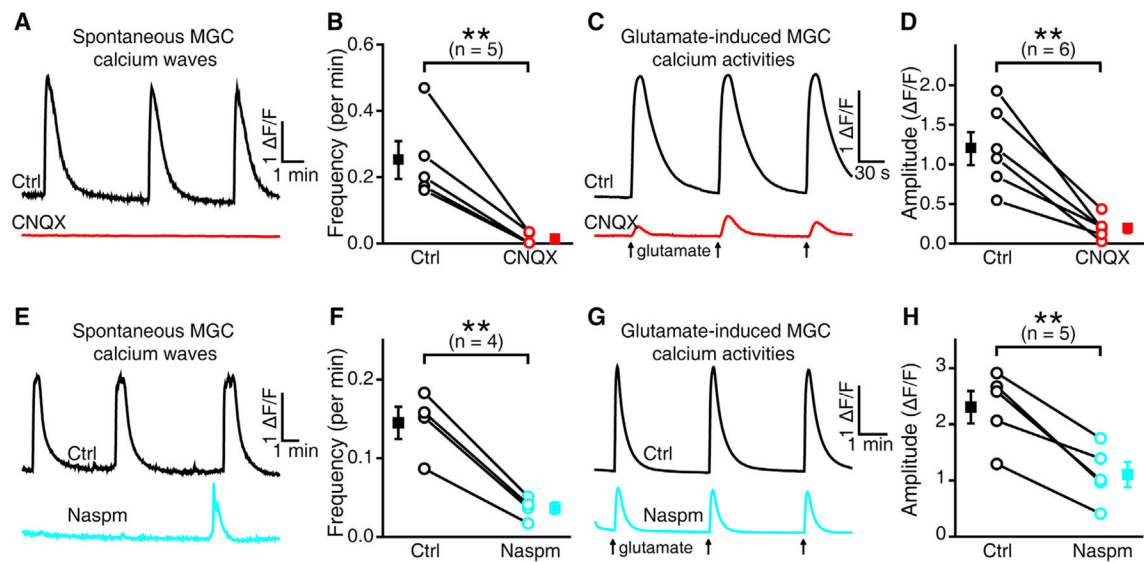 A
Spontaneous MGC
calcium waves
Ctrl
CNQX
1 ΔF/F
1 min
B
Frequency (per min)
0.6
0.4
0.2
0.0
**
(n = 5)
Ctrl
CNQX
C
Glutamate-induced MGC
calcium activities
Ctrl
CNQX
glutamate
1 ΔF/F
30 s
D
Amplitude (ΔF/F)
2.0
1.5
1.0
0.5
0.0
**
(n = 6)
Ctrl
CNQX
E
Spontaneous MGC
calcium waves
Ctrl
Naspm
1 ΔF/F
1 min
F
Frequency (per min)
0.2
0.1
0.0
**
(n = 4)
Ctrl
Naspm
G
Glutamate-induced MGC
calcium activities
Ctrl
Naspm
glutamate
1 ΔF/F
1 min
H
Amplitude (ΔF/F)
3
2
1
0
**
(n = 5)
Ctrl
Naspm